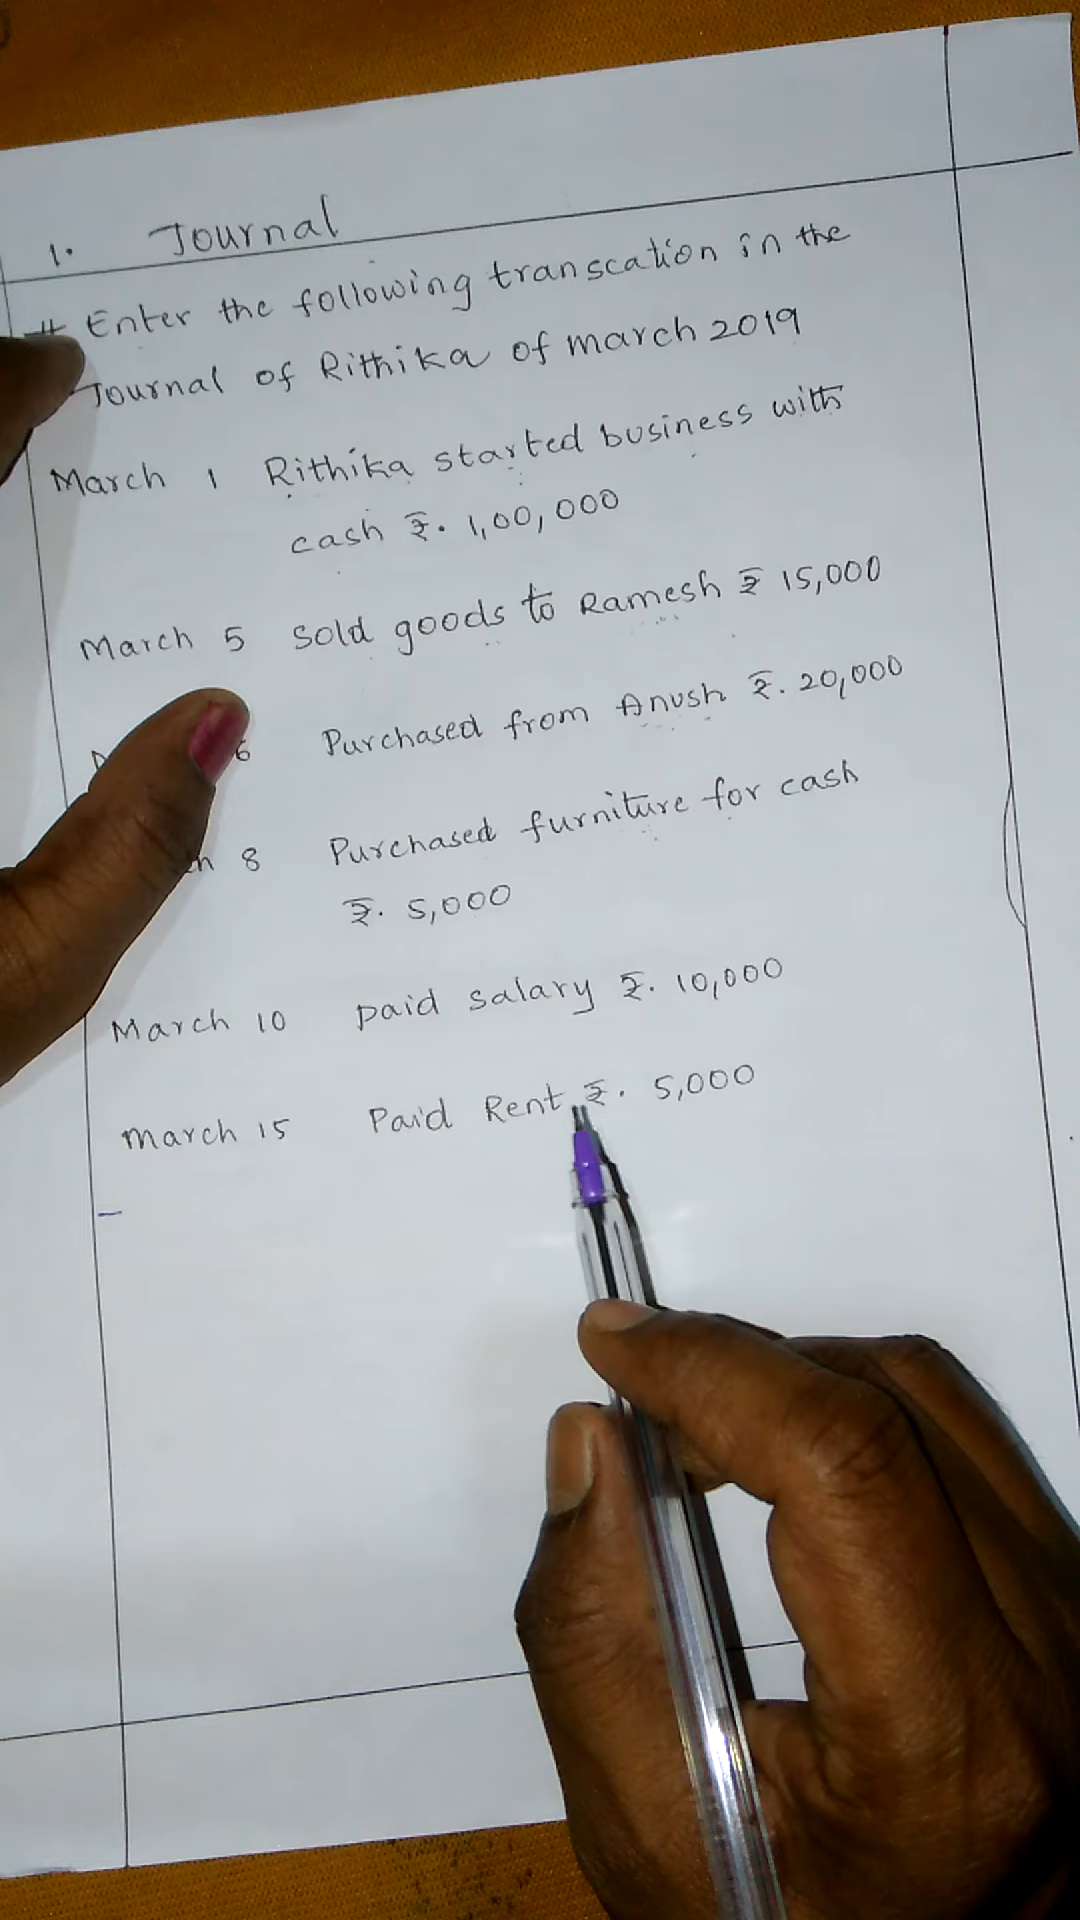 1. Journal
# Enter the following transcation in the
Journal of Rithika of march 2019
March 1 Rithika started business with
cash ₹. 1,00,000
March 5 Sold goods to Ramesh ₹ 15,000
6 Purchased from Anush ₹. 20,000
8 Purchased furniture for cash
₹. 5,000
March 10 paid salary ₹. 10,000
March 15 Paid Rent ₹. 5,000